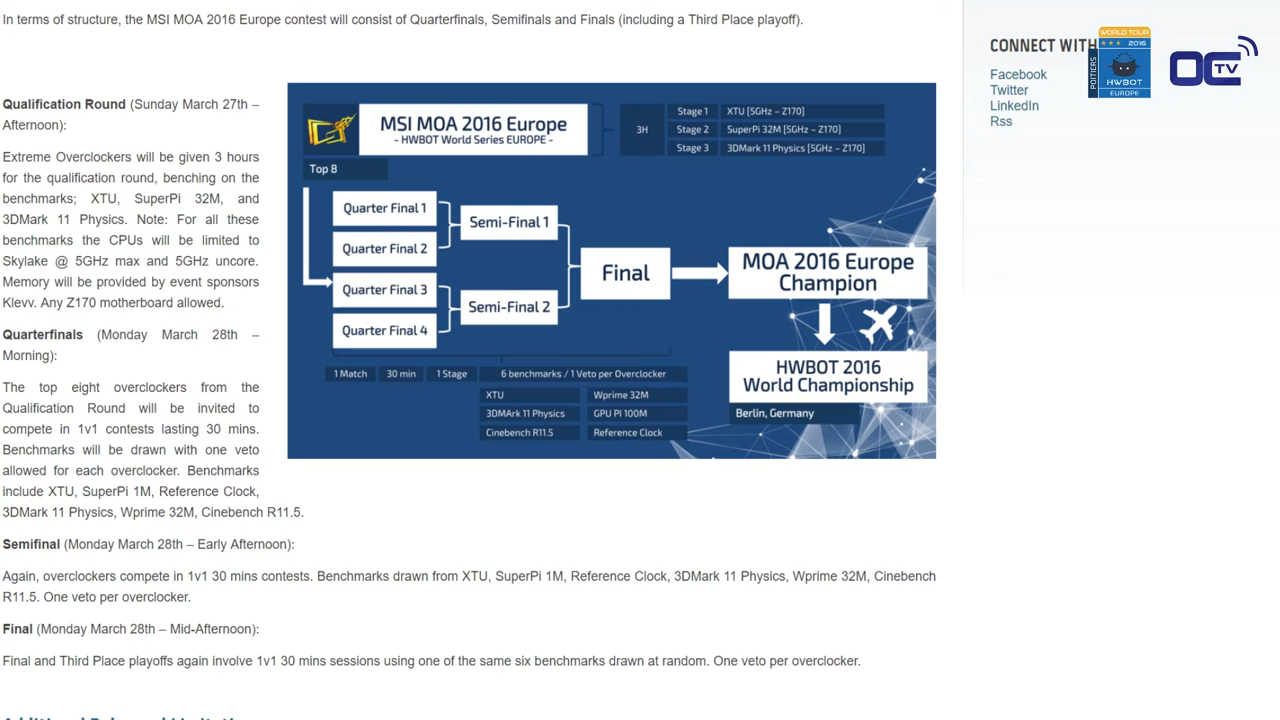 In terms of structure, the MSI MOA 2016 Europe contest will consist of Quarterfinals, Semifinals and Finals (including a Third Place playoff).
CONNECT WITH
Facebook
Twitter
LinkedIn
Rss
WORLD TOUR
2016
POITIERS
HWBOT
EUROPE
OC TV
Qualification Round (Sunday March 27th –
Afternoon):
Extreme Overclockers will be given 3 hours
for the qualification round, benching on the
benchmarks; XTU, SuperPi 32M, and
3DMark 11 Physics. Note: For all these
benchmarks the CPUs will be limited to
Skylake @ 5GHz max and 5GHz uncore.
Memory will be provided by event sponsors
Klevv. Any Z170 motherboard allowed.
Quarterfinals (Monday March 28th –
Morning):
The top eight overclockers from the
Qualification Round will be invited to
compete in 1v1 contests lasting 30 mins.
Benchmarks will be drawn with one veto
allowed for each overclocker. Benchmarks
include XTU, SuperPi 1M, Reference Clock,
3DMark 11 Physics, Wprime 32M, Cinebench R11.5.
MSI MOA 2016 Europe
- HWBOT World Series EUROPE -
3H
Stage 1 XTU [5GHz – Z170]
Stage 2 SuperPi 32M [5GHz – Z170]
Stage 3 3DMark 11 Physics [5GHz – Z170]
Top 8
Quarter Final 1
Quarter Final 2
Quarter Final 3
Quarter Final 4
Semi-Final 1
Semi-Final 2
Final
MOA 2016 Europe
Champion
HWBOT 2016
World Championship
Berlin, Germany
1 Match 30 min 1 Stage 6 benchmarks / 1 Veto per Overclocker
XTU Wprime 32M
3DMArk 11 Physics GPU PI 100M
Cinebench R11.5 Reference Clock
Semifinal (Monday March 28th – Early Afternoon):
Again, overclockers compete in 1v1 30 mins contests. Benchmarks drawn from XTU, SuperPi 1M, Reference Clock, 3DMark 11 Physics, Wprime 32M, Cinebench
R11.5. One veto per overclocker.
Final (Monday March 28th – Mid-Afternoon):
Final and Third Place playoffs again involve 1v1 30 mins sessions using one of the same six benchmarks drawn at random. One veto per overclocker.